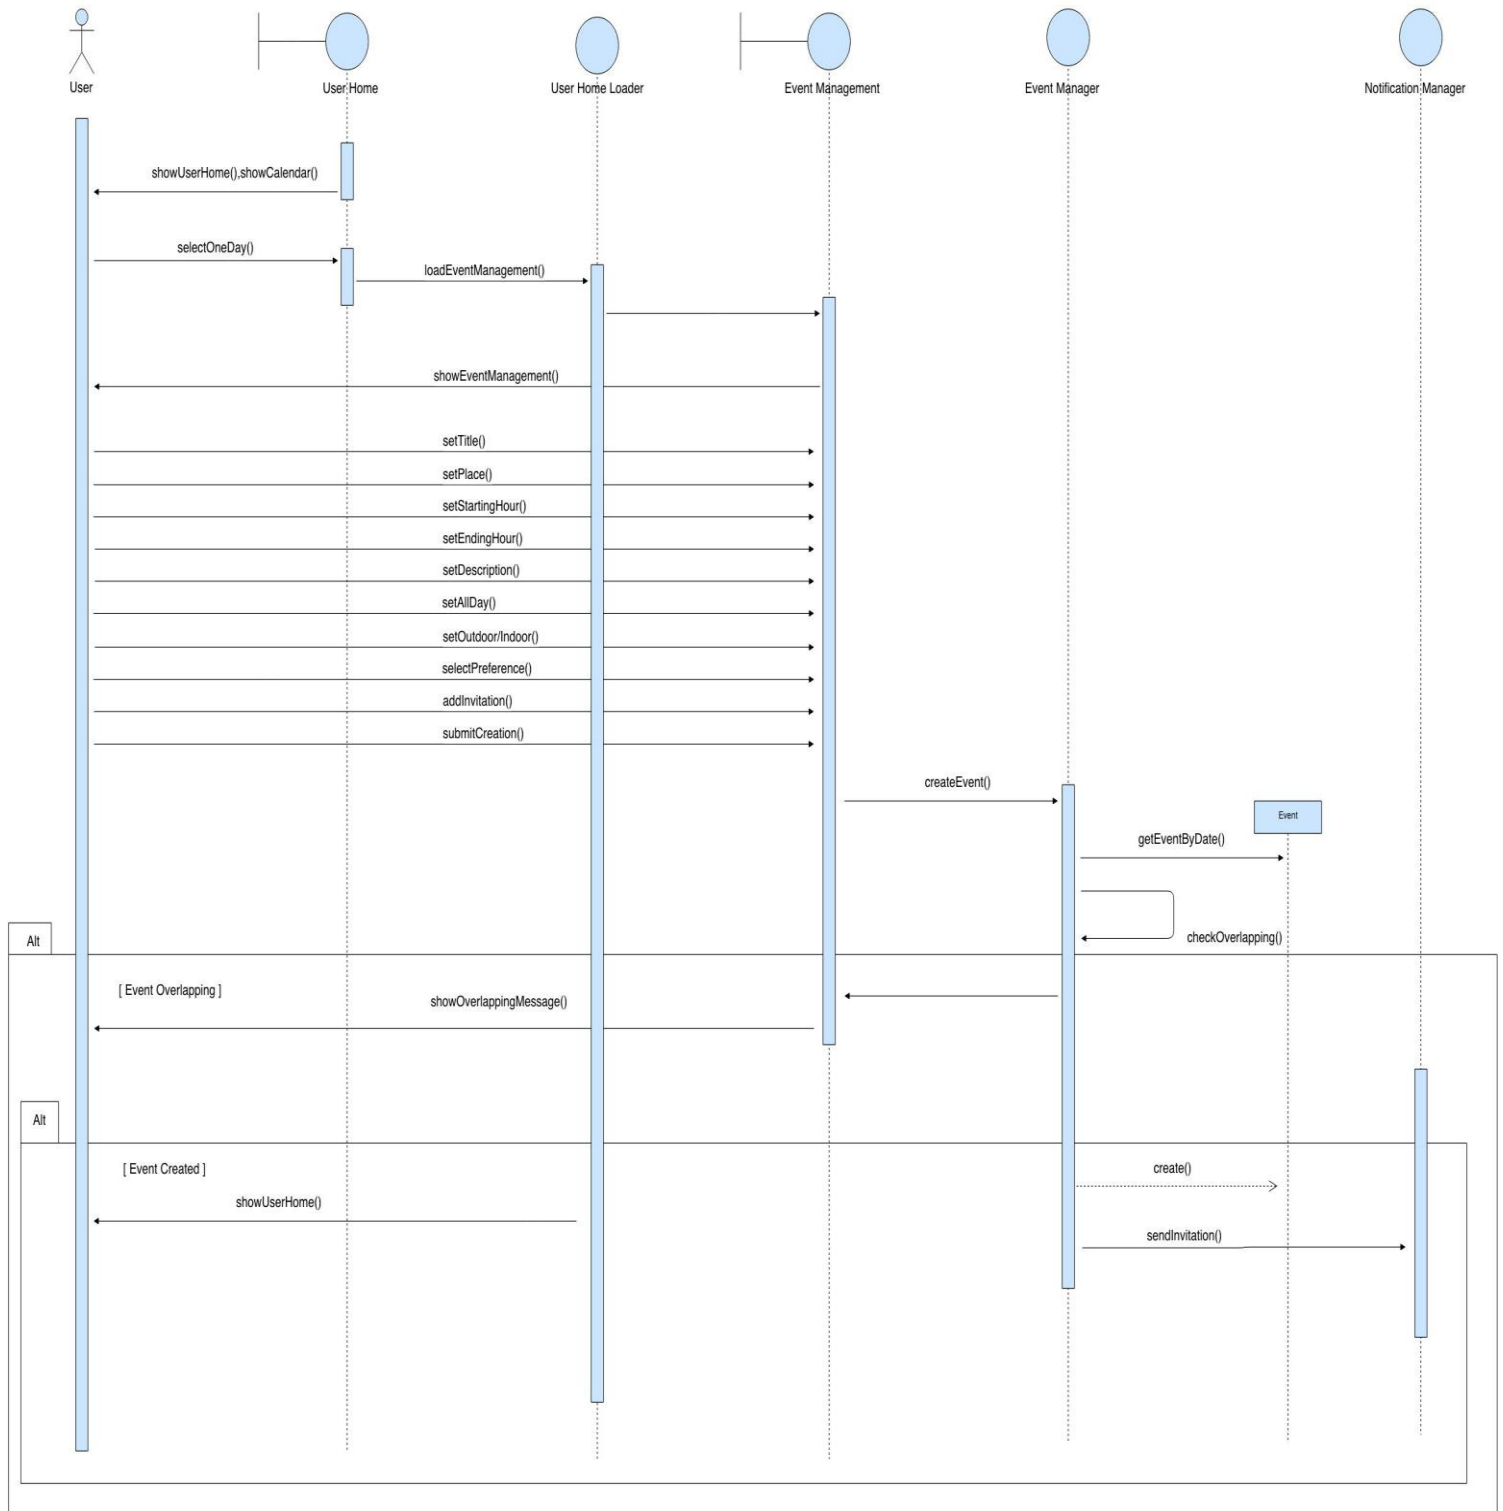 User
User Home
User Home Loader
Event Management
Event Manager
Notification Manager
showUserHome(),showCalendar()
selectOneDay()
loadEventManagement()
showEventManagement()
setTitle()
setPlace()
setStartingHour()
setEndingHour()
setDescription()
setAllDay()
setOutdoor/Indoor()
selectPreference()
addInvitation()
submitCreation()
createEvent()
Event
getEventByDate()
checkOverlapping()
Alt
[ Event Overlapping ]
showOverlappingMessage()
Alt
[ Event Created ]
create()
showUserHome()
sendInvitation()